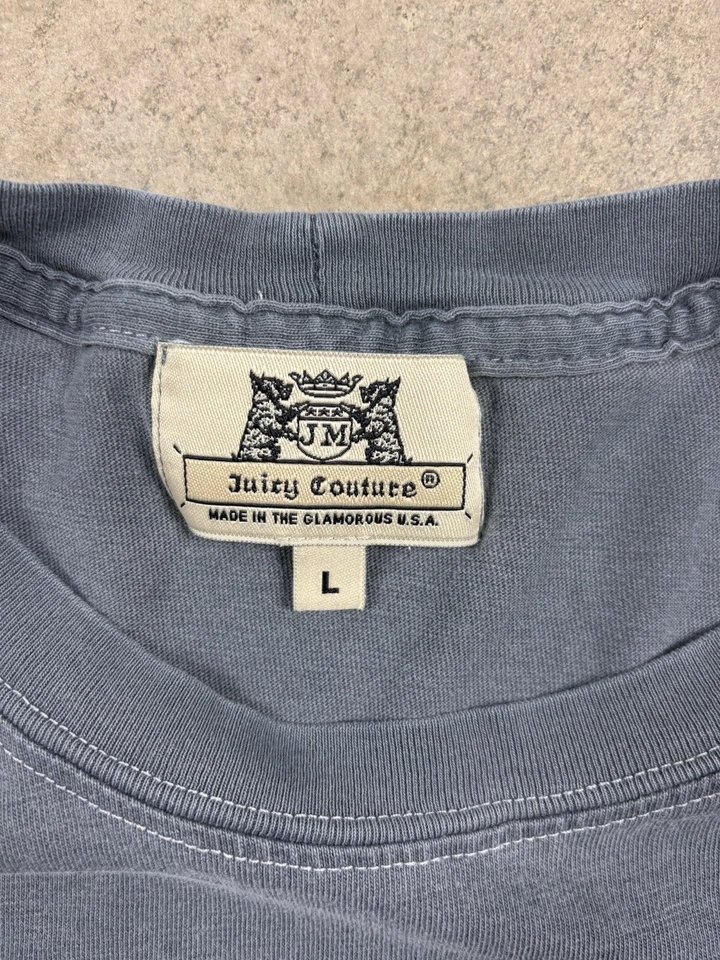 JM
Juicy Couture®
MADE IN THE GLAMOROUS U.S.A.
L